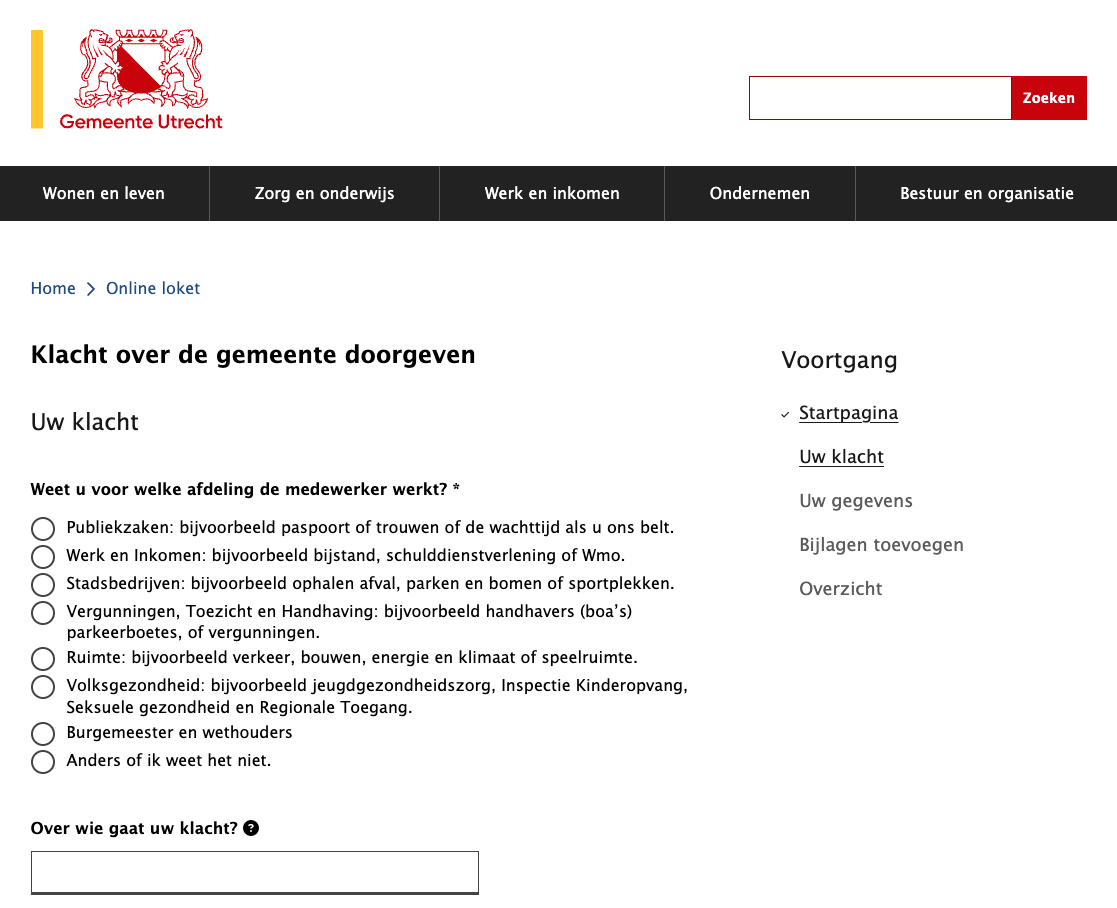 Gemeente Utrecht
Zoeken
Wonen en leven
Zorg en onderwijs
Werk en inkomen
Ondernemen
Bestuur en organisatie
Home
Online loket
Klacht over de gemeente doorgeven
Uw klacht
Weet u voor welke afdeling de medewerker werkt? *
Publiekzaken: bijvoorbeeld paspoort of trouwen of de wachttijd als u ons belt.
Werk en Inkomen: bijvoorbeeld bijstand, schulddienstverlening of Wmo.
Stadsbedrijven: bijvoorbeeld ophalen afval, parken en bomen of sportplekken.
Vergunningen, Toezicht en Handhaving: bijvoorbeeld handhavers (boa’s)
parkeerboetes, of vergunningen.
Ruimte: bijvoorbeeld verkeer, bouwen, energie en klimaat of speelruimte.
Volksgezondheid: bijvoorbeeld jeugdgezondheidszorg, Inspectie Kinderopvang,
Seksuele gezondheid en Regionale Toegang.
Burgemeester en wethouders
Anders of ik weet het niet.
Over wie gaat uw klacht? ?
Voortgang
Startpagina
Uw klacht
Uw gegevens
Bijlagen toevoegen
Overzicht